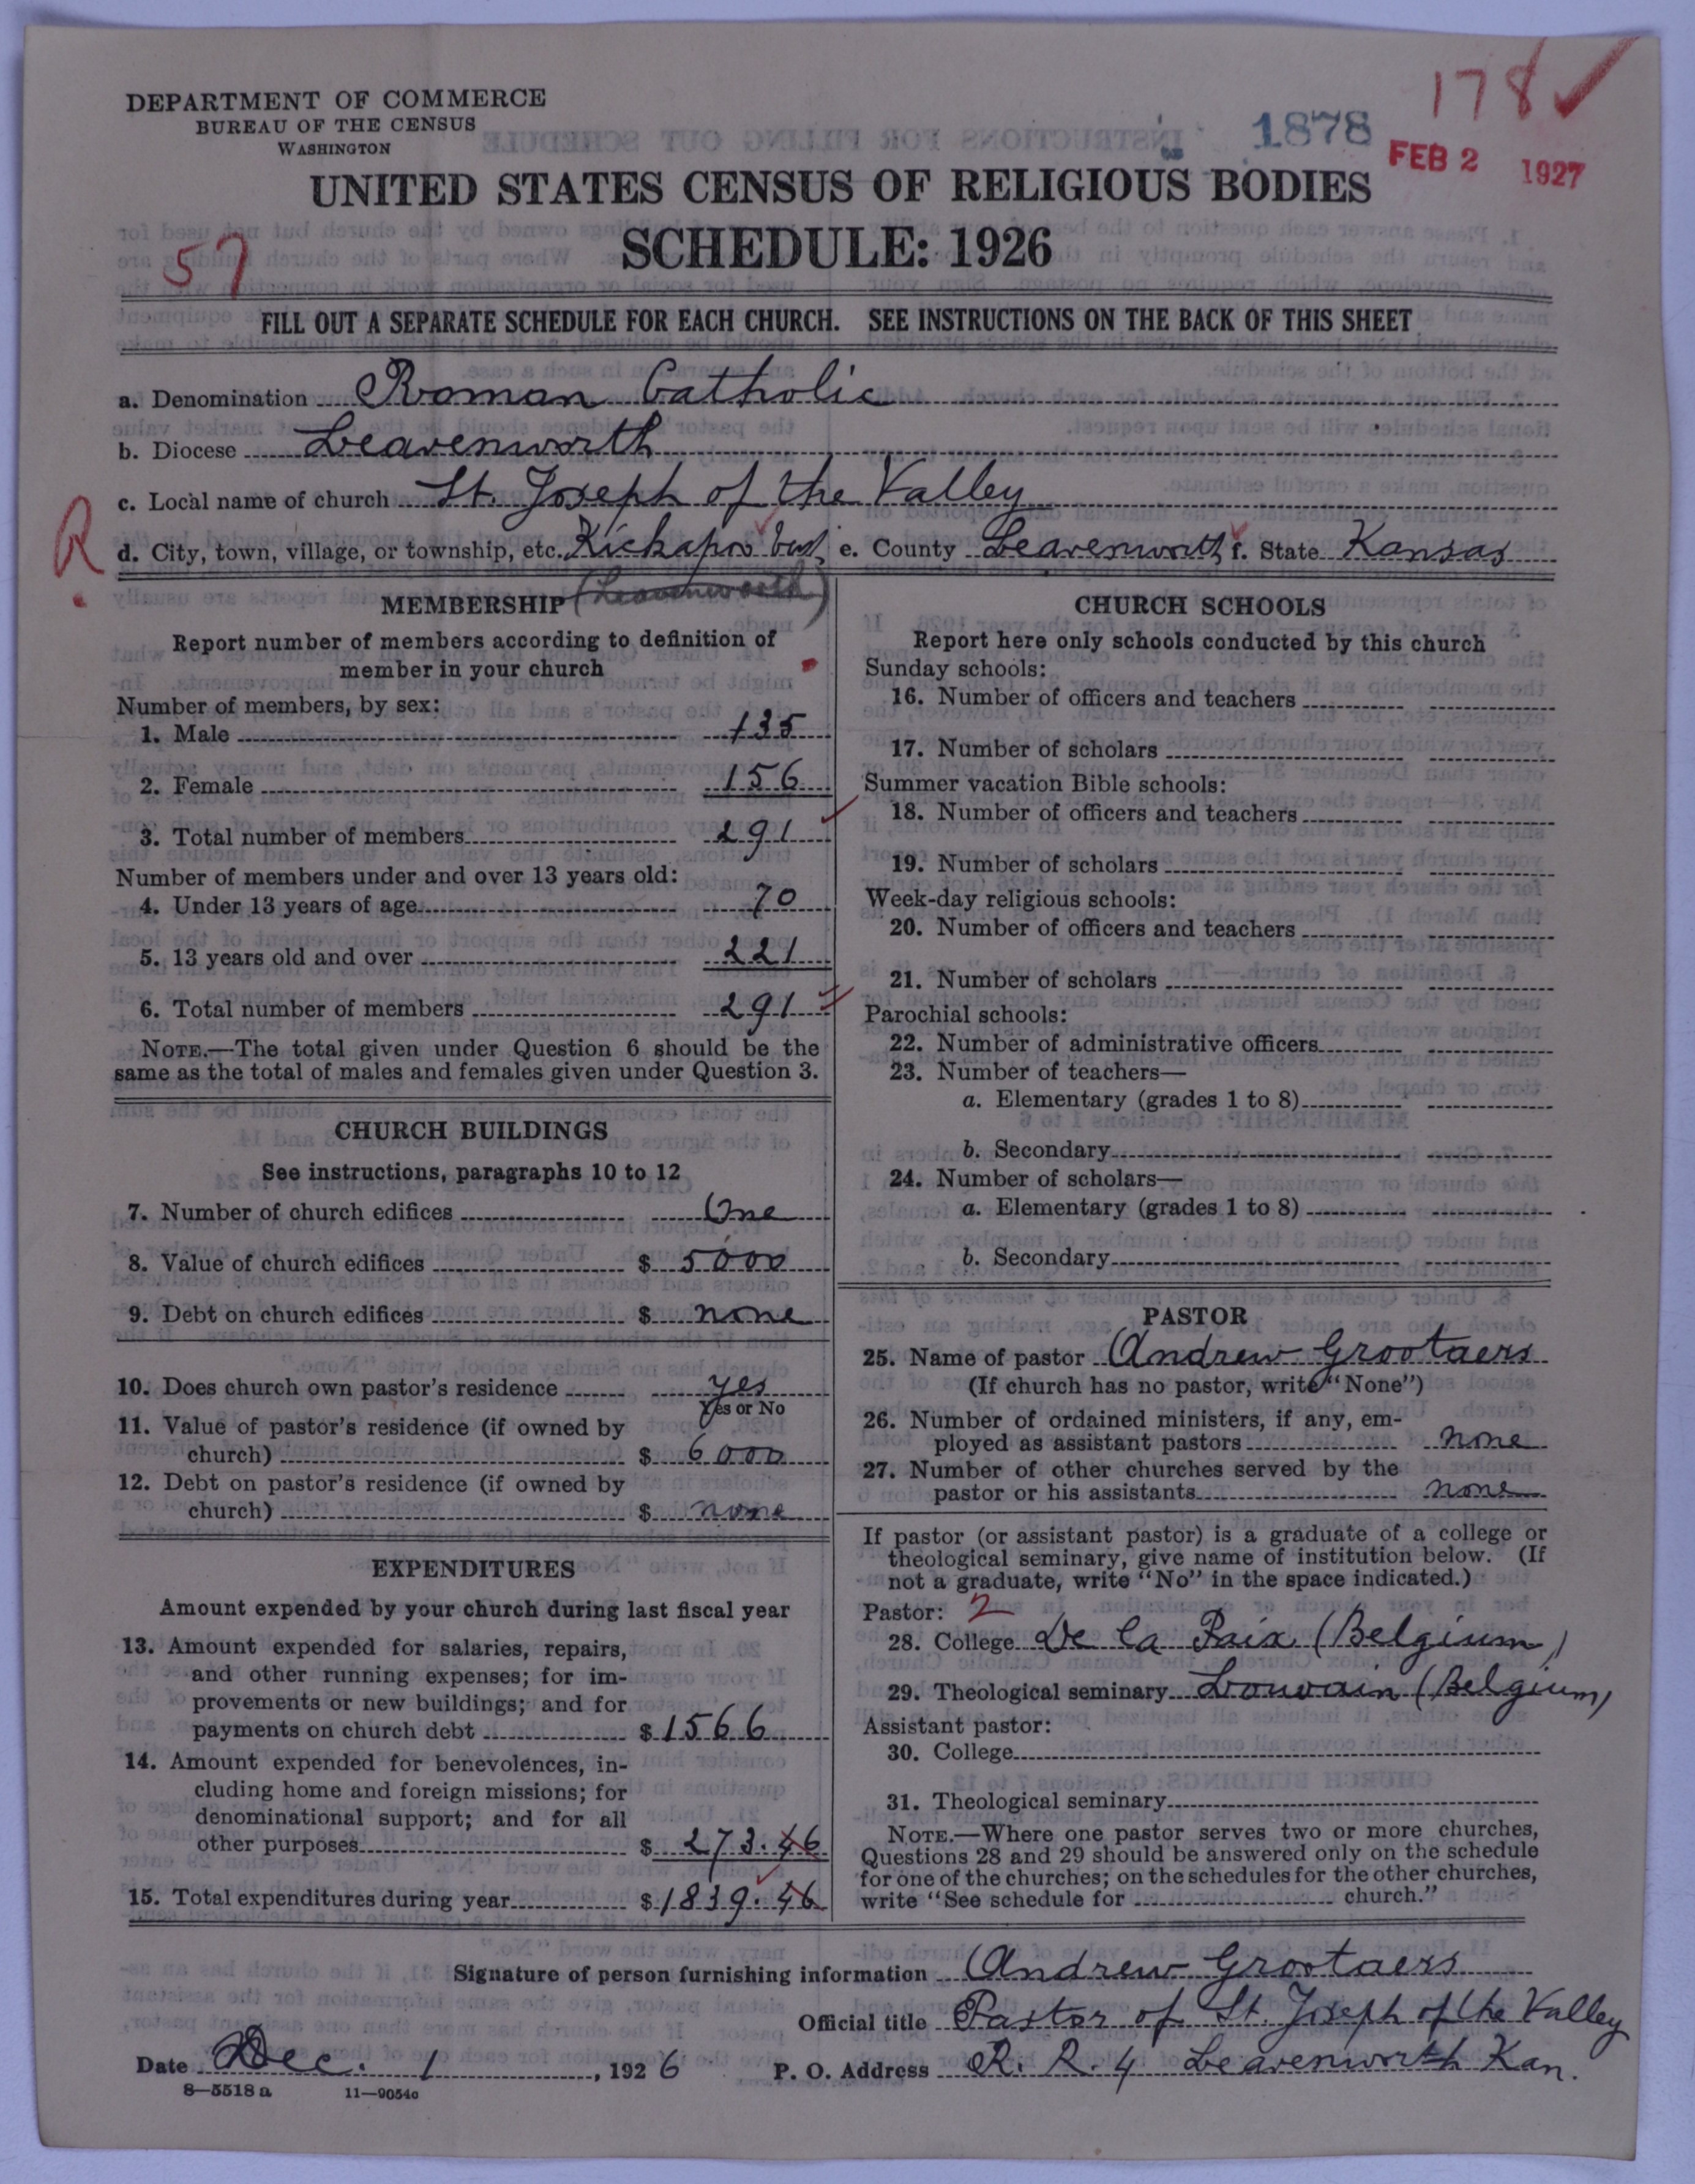 DEPARTMENT OF COMMERCE
BUREAU OF THE CENSUS
WASHINGTON
178 ✓
1878
FEB 2 1927
UNITED STATES CENSUS OF RELIGIOUS BODIES
SCHEDULE: 1926
57
FILL OUT A SEPARATE SCHEDULE FOR EACH CHURCH. SEE INSTRUCTIONS ON THE BACK OF THIS SHEET
a. Denomination Roman Catholic
b. Diocese Leavenworth
c. Local name of church St. Joseph of the Valley
R
d. City, town, village, or township, etc. Kickapoo e. County Leavenworth f. State Kansas
(Leavenworth)
MEMBERSHIP
Report number of members according to definition of
member in your church
Number of members, by sex:
1. Male 135
2. Female 156
3. Total number of members 291
Number of members under and over 13 years old:
4. Under 13 years of age 70
5. 13 years old and over 221
6. Total number of members 291
NOTE.—The total given under Question 6 should be the
same as the total of males and females given under Question 3.
CHURCH BUILDINGS
See instructions, paragraphs 10 to 12
7. Number of church edifices One
8. Value of church edifices $ 5000
9. Debt on church edifices $ none
10. Does church own pastor's residence yes
Yes or No
11. Value of pastor's residence (if owned by
church) $ 6000
12. Debt on pastor's residence (if owned by
church) $ none
EXPENDITURES
Amount expended by your church during last fiscal year
13. Amount expended for salaries, repairs,
and other running expenses; for im-
provements or new buildings; and for
payments on church debt $ 1566
14. Amount expended for benevolences, in-
cluding home and foreign missions; for
denominational support; and for all
other purposes $ 273.46
15. Total expenditures during year $ 1839.46
CHURCH SCHOOLS
Report here only schools conducted by this church
Sunday schools:
16. Number of officers and teachers
17. Number of scholars
Summer vacation Bible schools:
18. Number of officers and teachers
19. Number of scholars
Week-day religious schools:
20. Number of officers and teachers
21. Number of scholars
Parochial schools:
22. Number of administrative officers
23. Number of teachers—
a. Elementary (grades 1 to 8)
b. Secondary
24. Number of scholars—
a. Elementary (grades 1 to 8)
b. Secondary
PASTOR
25. Name of pastor Andrew Grootaers
(If church has no pastor, write "None")
26. Number of ordained ministers, if any, em-
ployed as assistant pastors none
27. Number of other churches served by the
pastor or his assistants none
If pastor (or assistant pastor) is a graduate of a college or
theological seminary, give name of institution below. (If
not a graduate, write "No" in the space indicated.)
Pastor: 2
28. College De la Paix (Belgium)
29. Theological seminary Louvain (Belgium)
Assistant pastor:
30. College
31. Theological seminary
NOTE.—Where one pastor serves two or more churches,
Questions 28 and 29 should be answered only on the schedule
for one of the churches; on the schedules for the other churches,
write "See schedule for church."
Signature of person furnishing information Andrew Grootaers
Official title Pastor of St. Joseph of the Valley
Date Dec. 1, 1926 P. O. Address R. R. 4 Leavenworth Kan.
8—5518 a 11—9054c